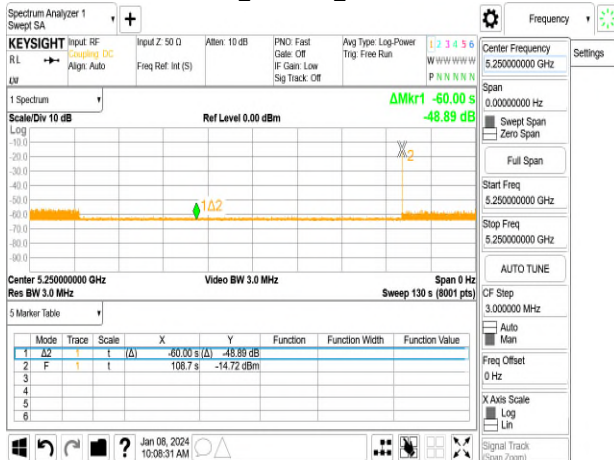 Spectrum Analyzer 1
Swept SA
+
Frequency
KEYSIGHT
Input: RF
Coupling: DC
Align: Auto
Input Z: 50 Ω
Freq Ref: Int (S)
Atten: 10 dB
PNO: Fast
Gate: Off
IF Gain: Low
Sig Track: Off
Avg Type: Log-Power
Trig: Free Run
1 2 3 4 5 6
W W W W W W
P N N N N N
RL
Center Frequency
5.250000000 GHz
Settings
1 Spectrum
ΔMkr1 -60.00 s
-48.89 dB
Scale/Div 10 dB
Ref Level 0.00 dBm
Log
-10.0
-20.0
-30.0
-40.0
-50.0
-60.0
-70.0
-80.0
-90.0
2
1Δ2
Center 5.250000000 GHz
Video BW 3.0 MHz
Span 0 Hz
Res BW 3.0 MHz
Sweep 130 s (8001 pts)
Span
0.00000000 Hz
Swept Span
Zero Span
Full Span
Start Freq
5.250000000 GHz
Stop Freq
5.250000000 GHz
AUTO TUNE
CF Step
3.000000 MHz
Auto
Man
Freq Offset
0 Hz
X Axis Scale
Log
Lin
Signal Track
(Span Zoom)
5 Marker Table
Mode Trace Scale X Y Function Function Width Function Value
1 Δ2 1 t (Δ) -60.00 s (Δ) -48.89 dB
2 F 1 t 108.7 s -14.72 dBm
3
4
5
6
?
Jan 08, 2024
10:08:31 AM